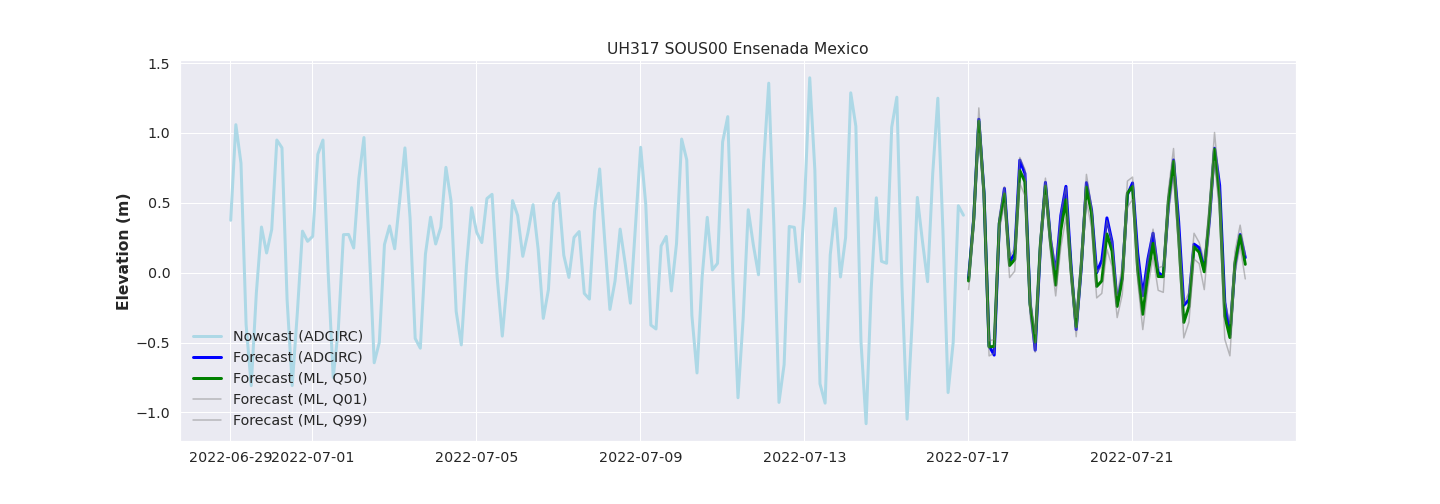 UH317 SOUS00 Ensenada Mexico
1.5
1.0
0.5
0.0
−0.5
−1.0
Elevation (m)
Nowcast (ADCIRC)
Forecast (ADCIRC)
Forecast (ML, Q50)
Forecast (ML, Q01)
Forecast (ML, Q99)
2022-06-29 2022-07-01 2022-07-05 2022-07-09 2022-07-13 2022-07-17 2022-07-21